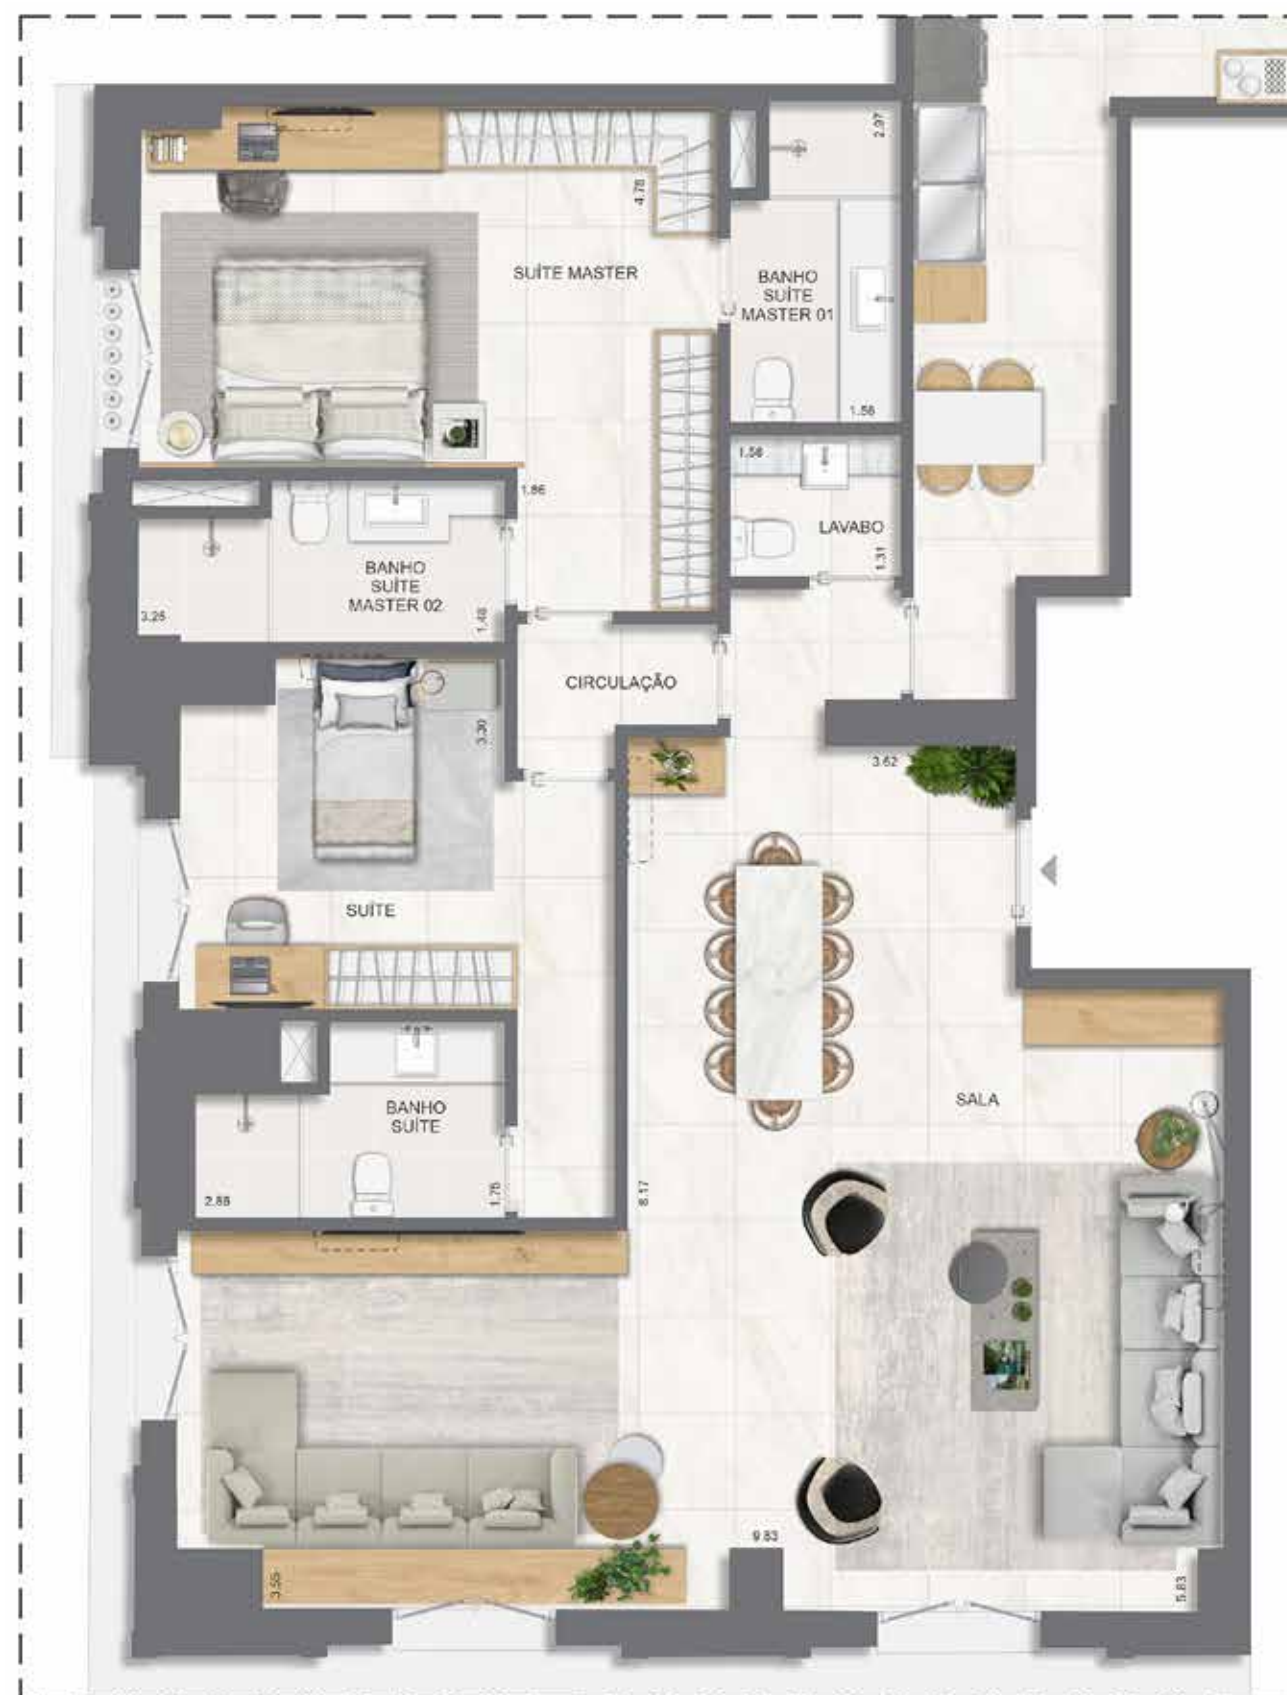 2.97
4.78
SUÍTE MASTER
BANHO
SUÍTE
MASTER 01
1.56
1.56
1.86
LAVABO
1.31
BANHO
SUÍTE
MASTER 02
3.25
1.48
CIRCULAÇÃO
3.30
3.62
SUÍTE
SALA
BANHO
SUÍTE
2.88
1.75
8.17
9.83
3.55
5.83